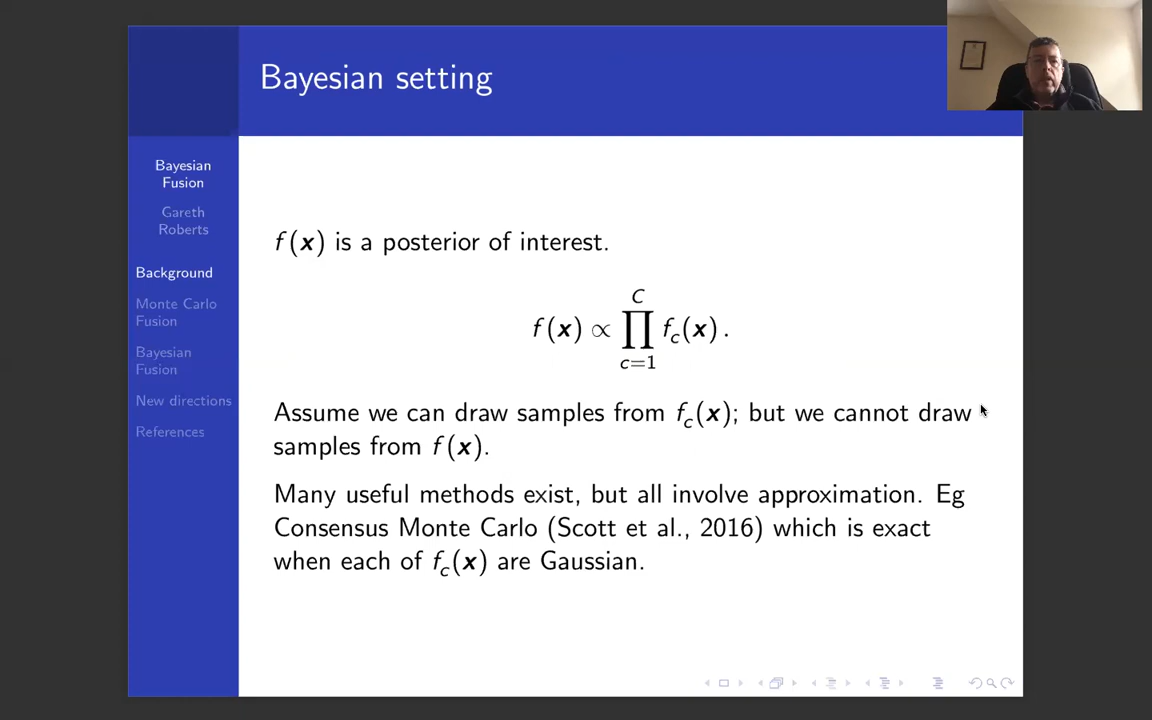 Bayesian setting
Bayesian
Fusion
Gareth
Roberts
Background
Monte Carlo
Fusion
Bayesian
Fusion
New directions
References
f(x) is a posterior of interest.
f(x) ∝ ∏_{c=1}^{C} f_c(x).
Assume we can draw samples from f_c(x); but we cannot draw
samples from f(x).
Many useful methods exist, but all involve approximation. Eg
Consensus Monte Carlo (Scott et al., 2016) which is exact
when each of f_c(x) are Gaussian.